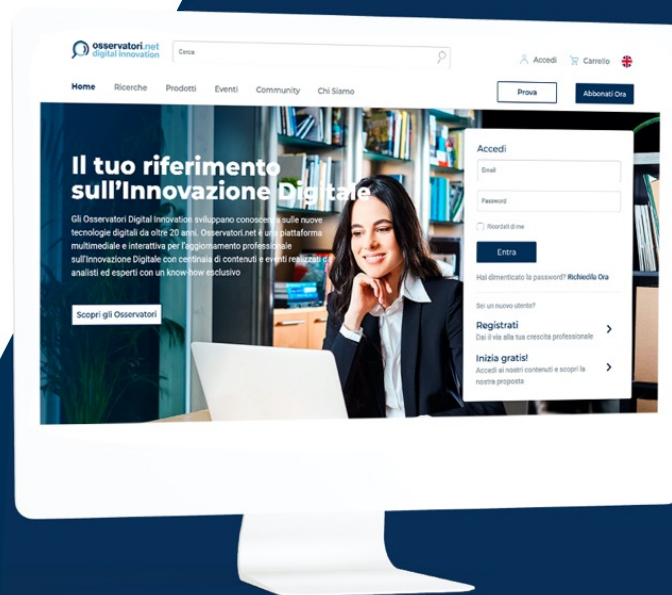 osservatori.net
digital innovation
Cerca
Accedi
Carrello
Home
Ricerche
Prodotti
Eventi
Community
Chi Siamo
Prova
Abbonati Ora
Il tuo riferimento
sull'Innovazione Digitale
Gli Osservatori Digital Innovation sviluppano conoscenza sulle nuove
tecnologie digitali da oltre 20 anni. Osservatori.net è una piattaforma
multimediale e interattiva per l'aggiornamento professionale
sull'Innovazione Digitale con centinaia di contenuti e eventi realizzati da
analisti ed esperti con un know-how esclusivo
Scopri gli Osservatori
Accedi
Email
Password
Ricordati di me
Entra
Hai dimenticato la password? Richiedila Ora
Sei un nuovo utente?
Registrati
Dai il via alla tua crescita professionale
Inizia gratis!
Accedi ai nostri contenuti e scopri la
nostra proposta